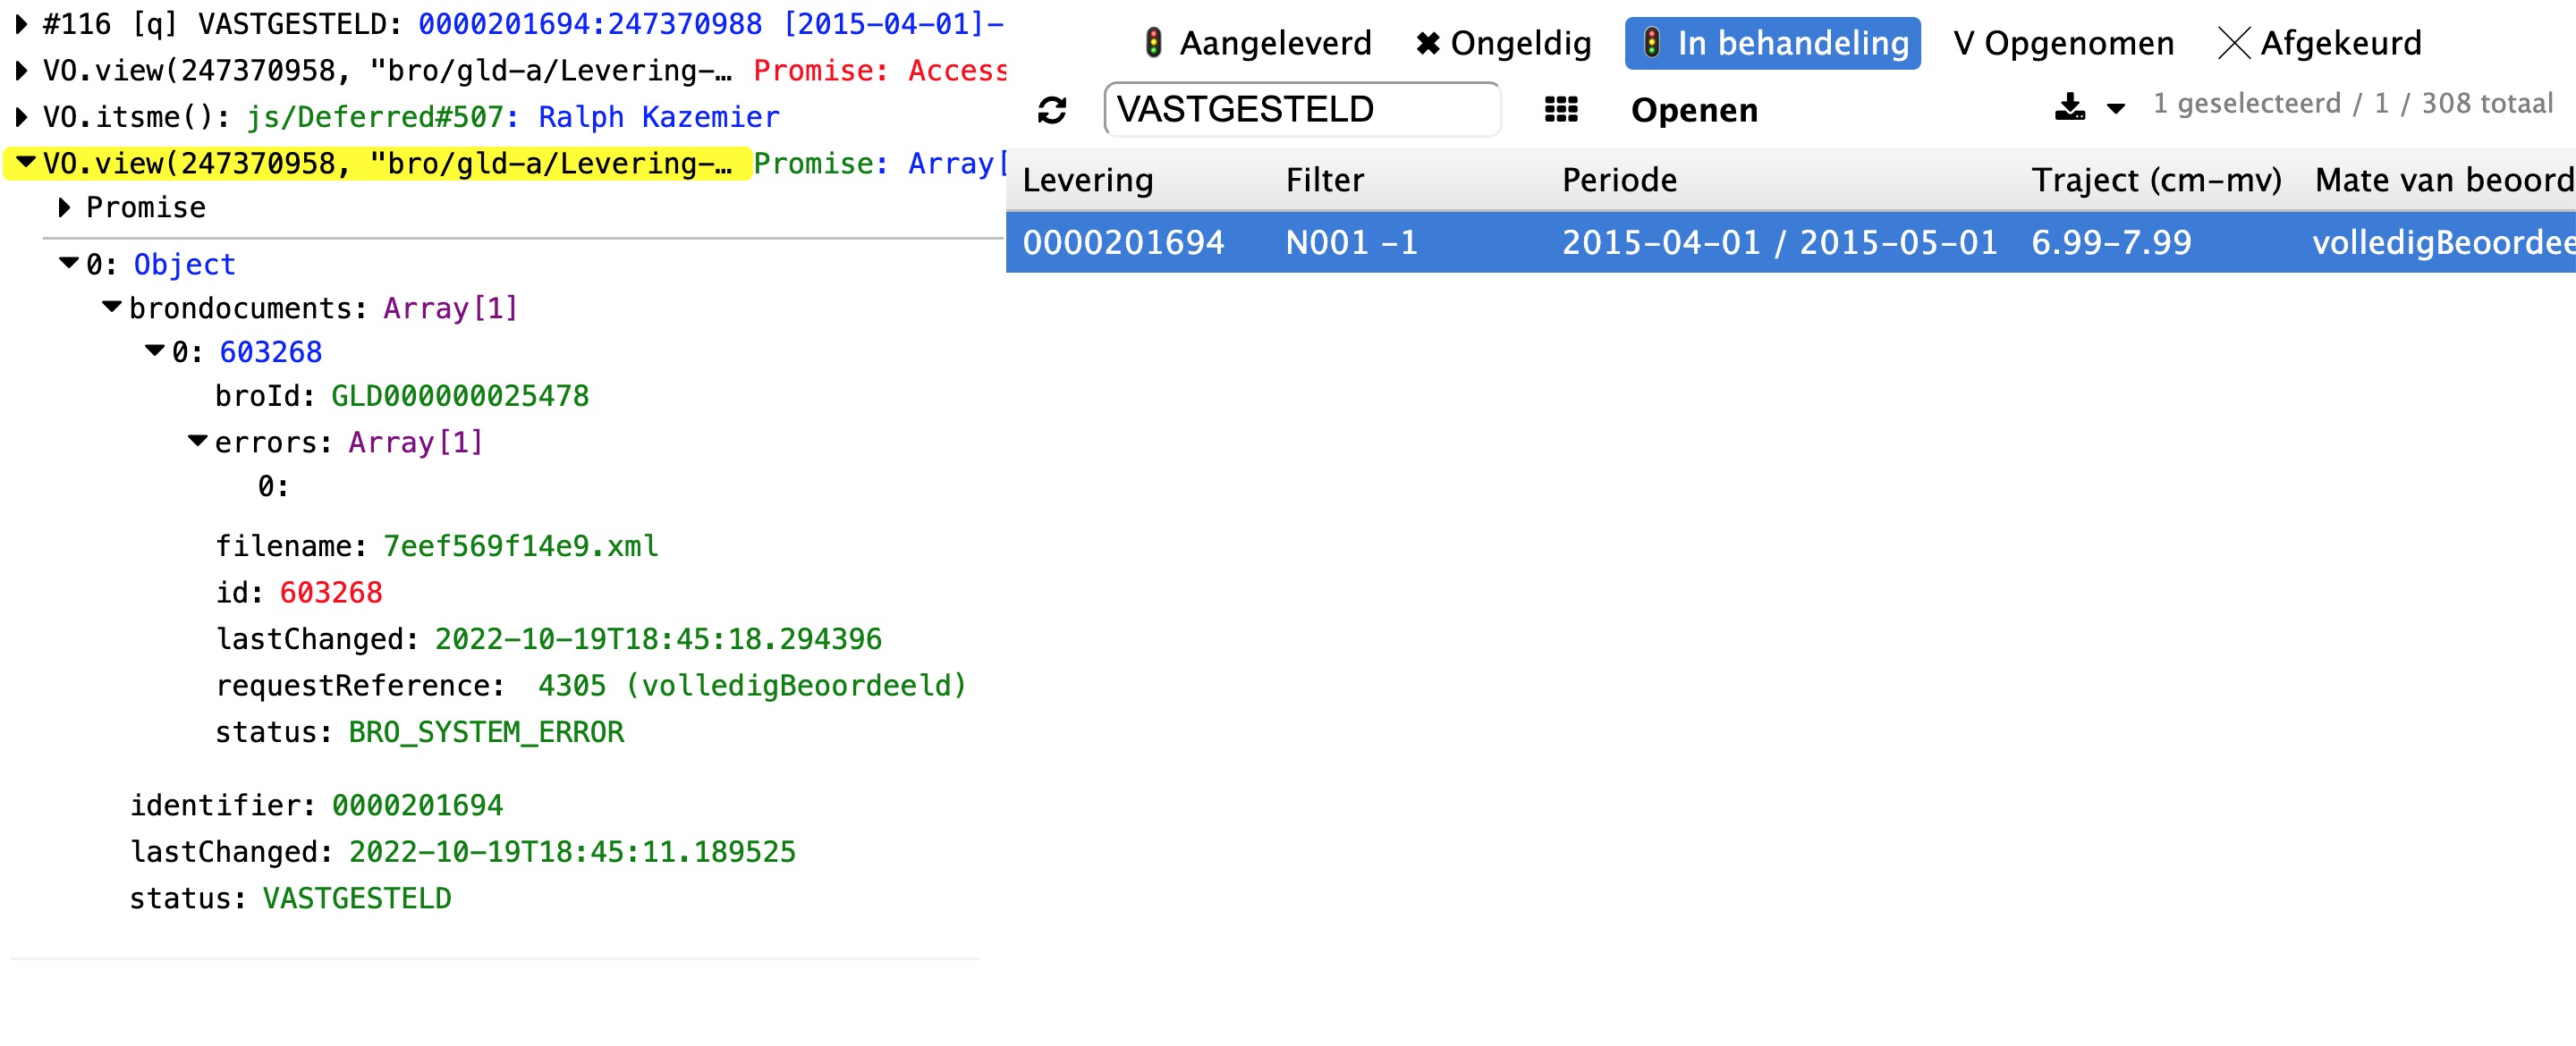 #116 [q] VASTGESTELD: 0000201694:247370988 [2015-04-01]-
VO.view(247370958, "bro/gld-a/Levering-… Promise: Access
VO.itsme(): js/Deferred#507: Ralph Kazemier
VO.view(247370958, "bro/gld-a/Levering-… Promise: Array[
Promise
0: Object
brondocuments: Array[1]
0: 603268
broId: GLD000000025478
errors: Array[1]
0:
filename: 7eef569f14e9.xml
id: 603268
lastChanged: 2022-10-19T18:45:18.294396
requestReference: 4305 (volledigBeoordeeld)
status: BRO_SYSTEM_ERROR
identifier: 0000201694
lastChanged: 2022-10-19T18:45:11.189525
status: VASTGESTELD
Aangeleverd ✖ Ongeldig In behandeling V Opgenomen Afgekeurd
VASTGESTELD Openen 1 geselecteerd / 1 / 308 totaal
Levering Filter Periode Traject (cm-mv) Mate van beoord
0000201694 N001 -1 2015-04-01 / 2015-05-01 6.99-7.99 volledigBeoordee